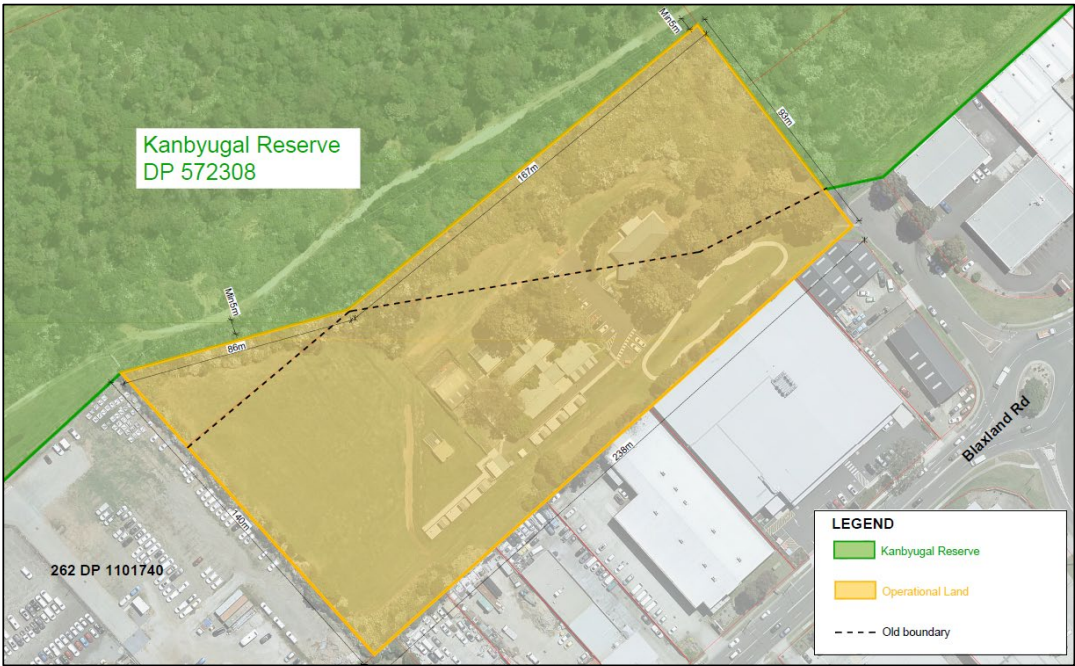 Min5m
93m
Kanbyugal Reserve
DP 572308
167m
Min5m
86m
Blaxland Rd
238m
140m
262 DP 1101740
LEGEND
Kanbyugal Reserve
Operational Land
Old boundary